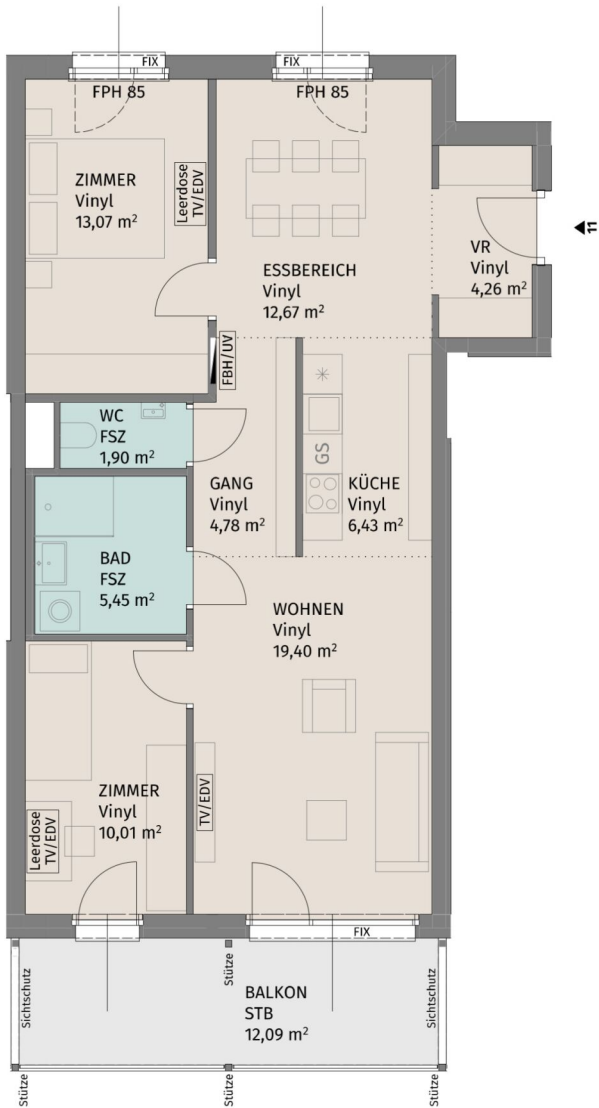 FIX
FIX
FPH 85
FPH 85
ZIMMER
Vinyl
13,07 m²
Leerdose
TV/EDV
ESSBEREICH
Vinyl
12,67 m²
VR
Vinyl
4,26 m²
11
FBH/UV
WC
FSZ
1,90 m²
GANG
Vinyl
4,78 m²
GS
KÜCHE
Vinyl
6,43 m²
BAD
FSZ
5,45 m²
WOHNEN
Vinyl
19,40 m²
ZIMMER
Vinyl
10,01 m²
Leerdose
TV/EDV
TV/EDV
FIX
Sichtschutz
Stütze
BALKON
STB
12,09 m²
Sichtschutz
Stütze
Stütze
Stütze